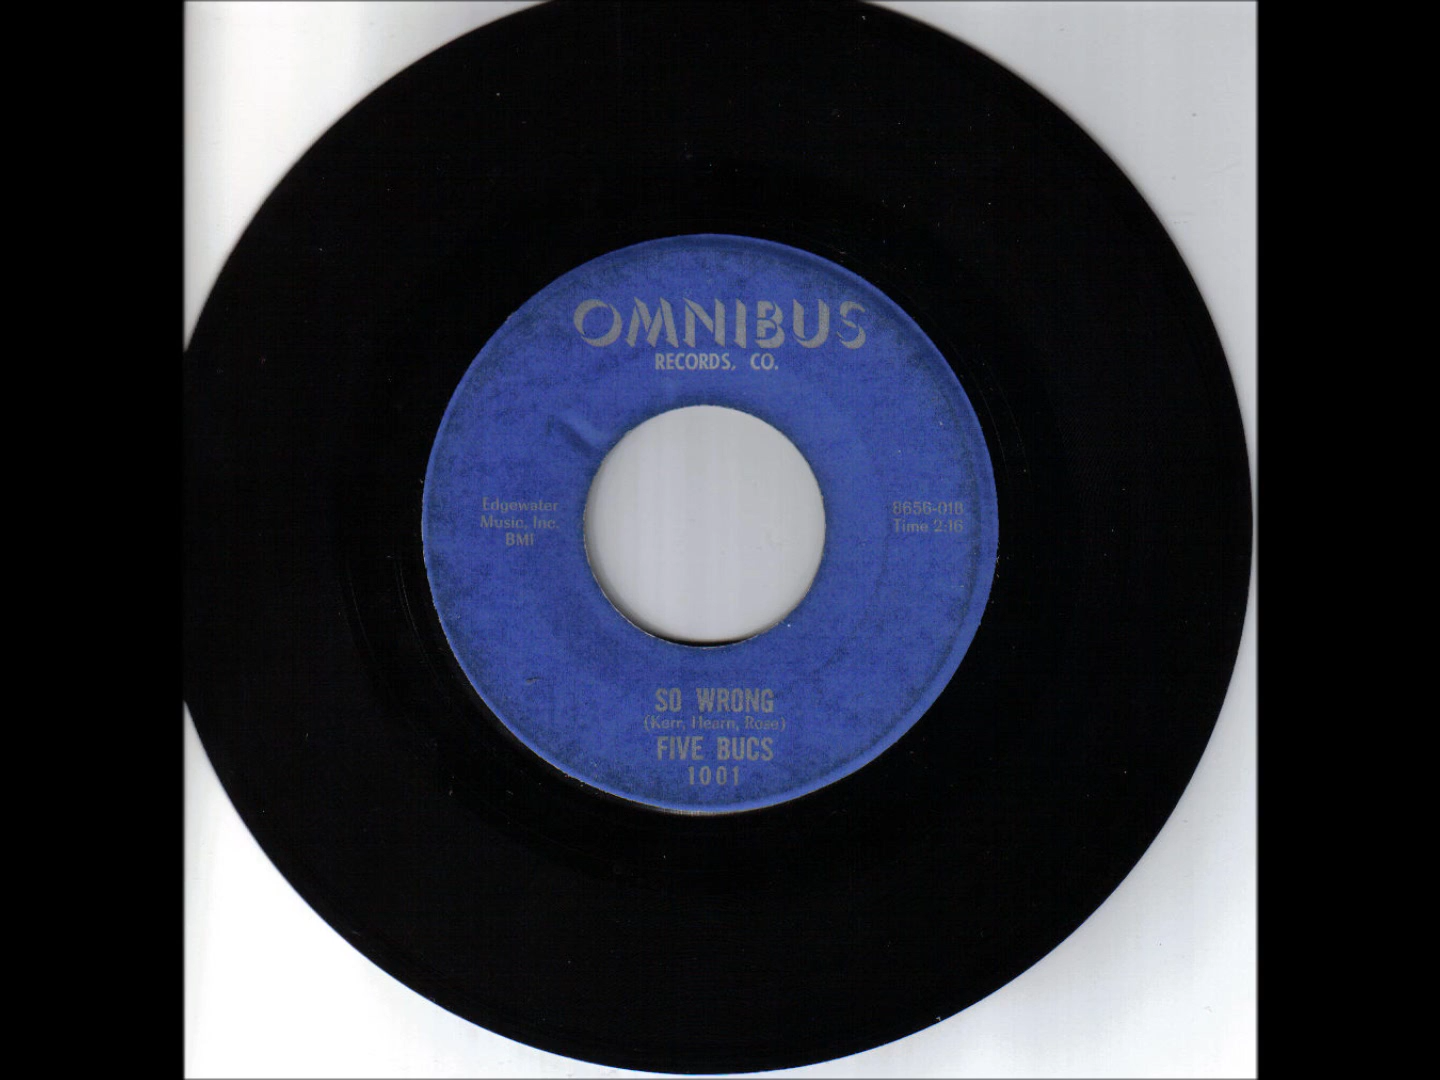 OMNIBUS
RECORDS, CO.
Edgewater
Music, Inc.
BMI
8656-01B
Time 2:16
SO WRONG
(Kerr, Hearn, Rose)
FIVE BUCS
1001